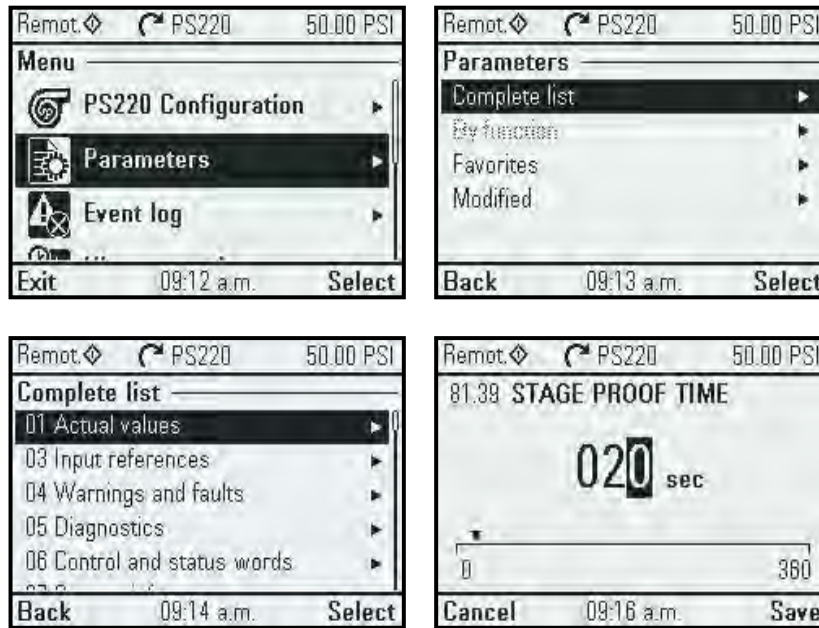 Remot. PS220 50.00 PSI
Menu
PS220 Configuration
Parameters
Event log
Exit 09:12 a.m. Select
Remot. PS220 50.00 PSI
Parameters
Complete list
By function
Favorites
Modified
Back 09:13 a.m. Select
Remot. PS220 50.00 PSI
Complete list
01 Actual values
03 Input references
04 Warnings and faults
05 Diagnostics
06 Control and status words
Back 09:14 a.m. Select
Remot. PS220 50.00 PSI
81.39 STAGE PROOF TIME
020 sec
0 360
Cancel 09:16 a.m. Save